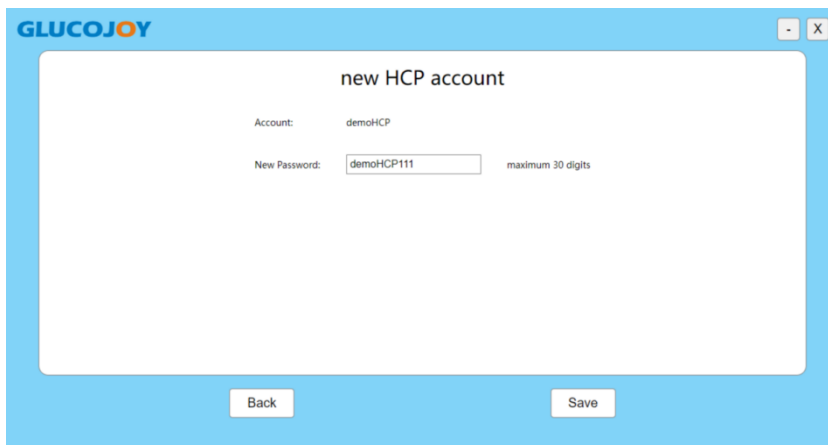 GLUCOJOY
-
X
new HCP account
Account: demoHCP
New Password: demoHCP111 maximum 30 digits
Back Save